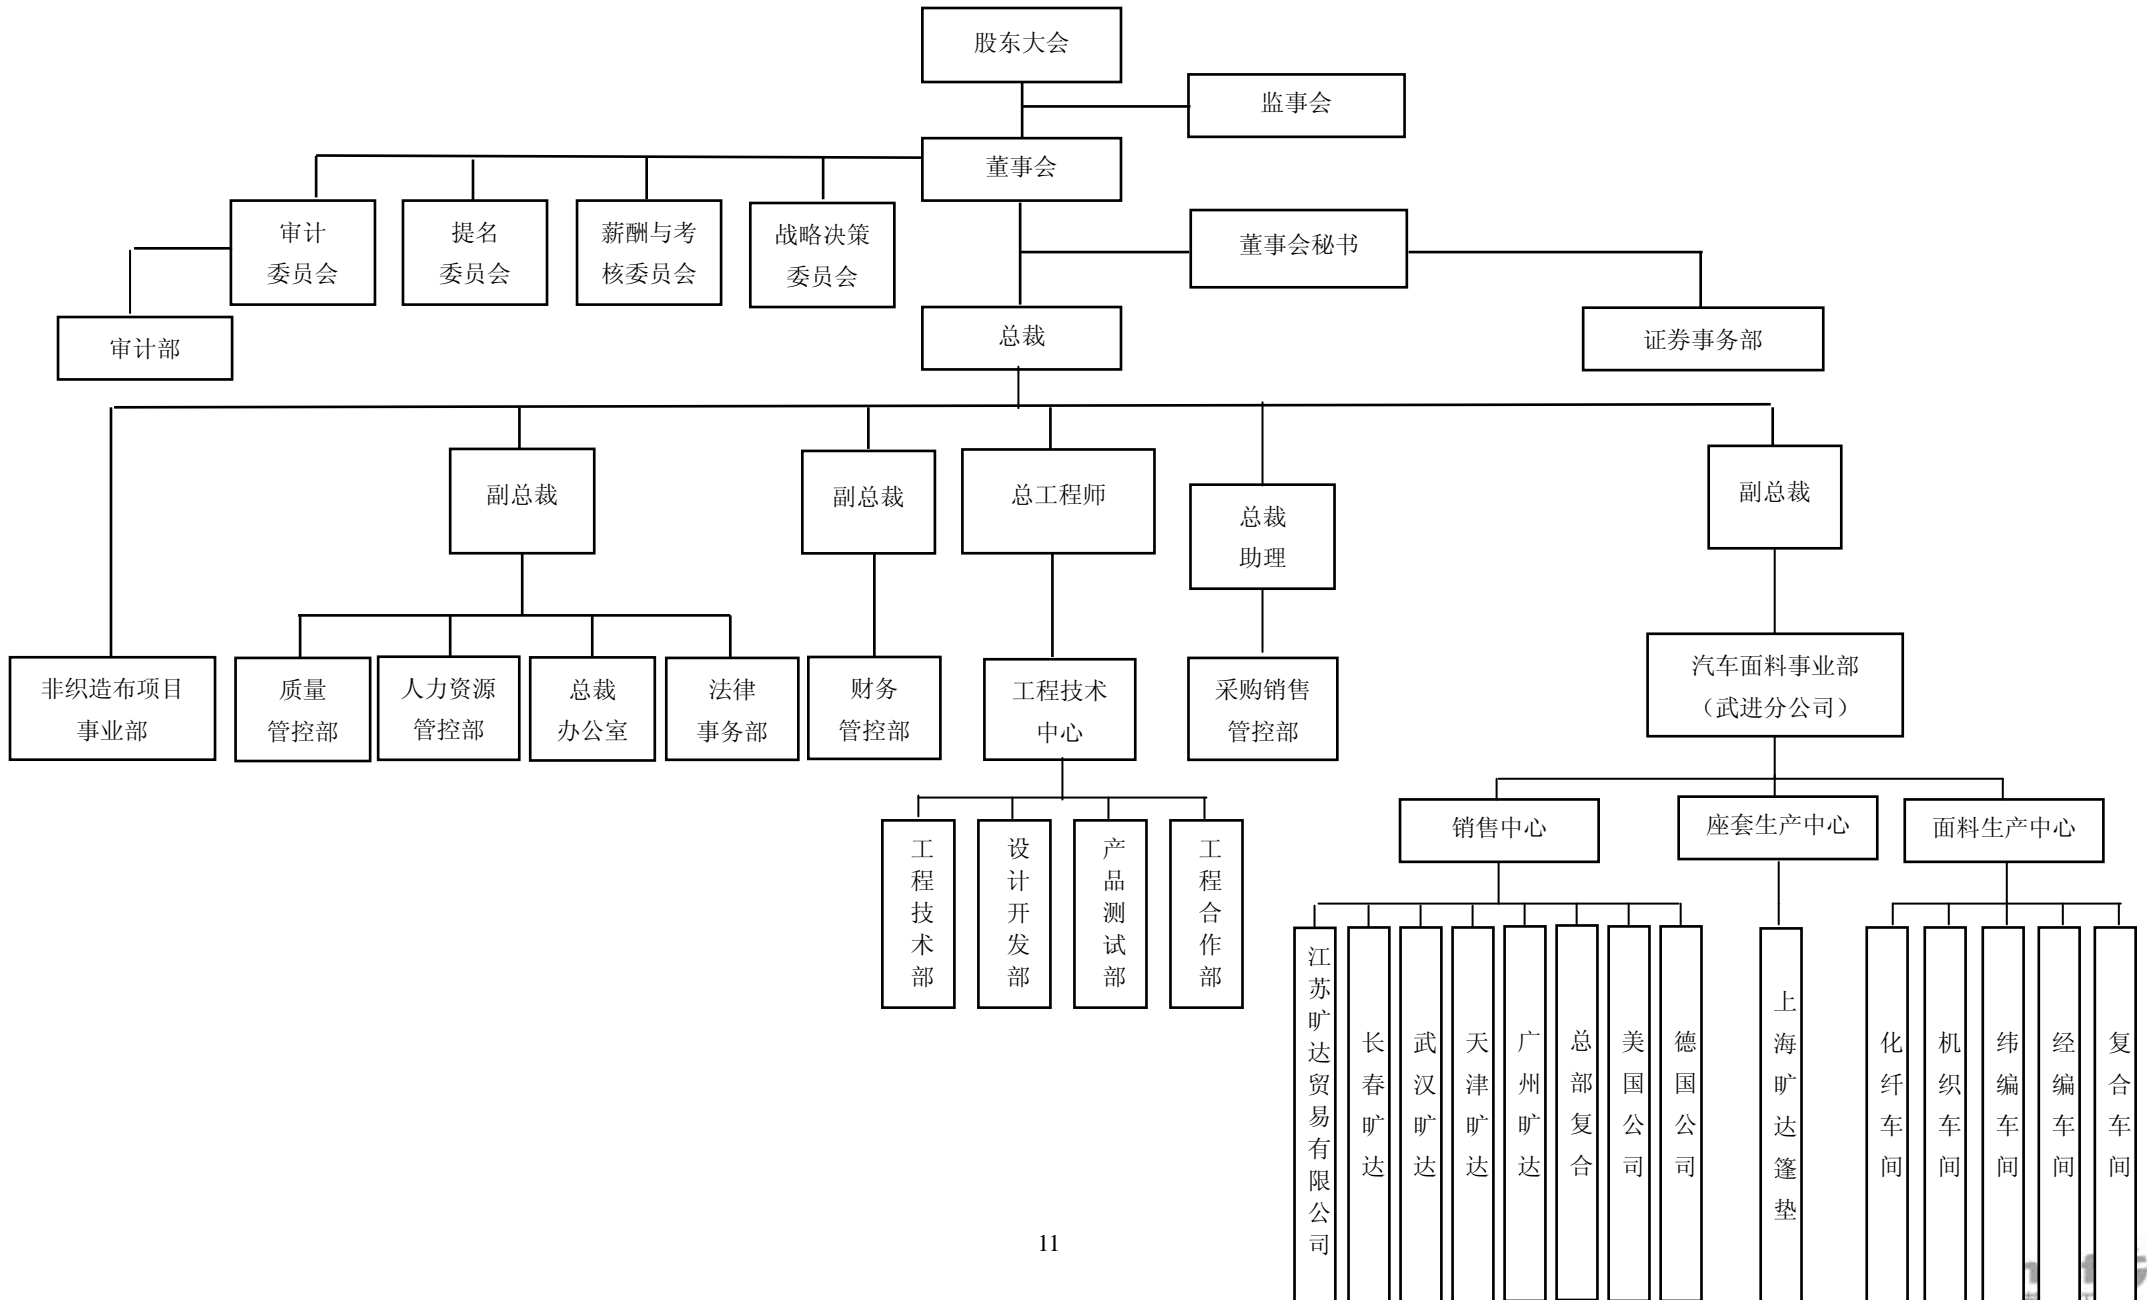 股东大会
监事会
董事会
审计
委员会
提名
委员会
薪酬与考
核委员会
战略决策
委员会
董事会秘书
审计部
总裁
证券事务部
副总裁
副总裁
总工程师
总裁
助理
副总裁
非织造布项目
事业部
质量
管控部
人力资源
管控部
总裁
办公室
法律
事务部
财务
管控部
工程技术
中心
采购销售
管控部
汽车面料事业部
（武进分公司）
销售中心
座套生产中心
面料生产中心
工程技术部
设计开发部
产品测试部
工程合作部
江苏旷达贸易有限公司
长春旷达
武汉旷达
天津旷达
广州旷达
总部复合
美国公司
德国公司
上海旷达篷垫
化纤车间
机织车间
纬编车间
经编车间
复合车间
11